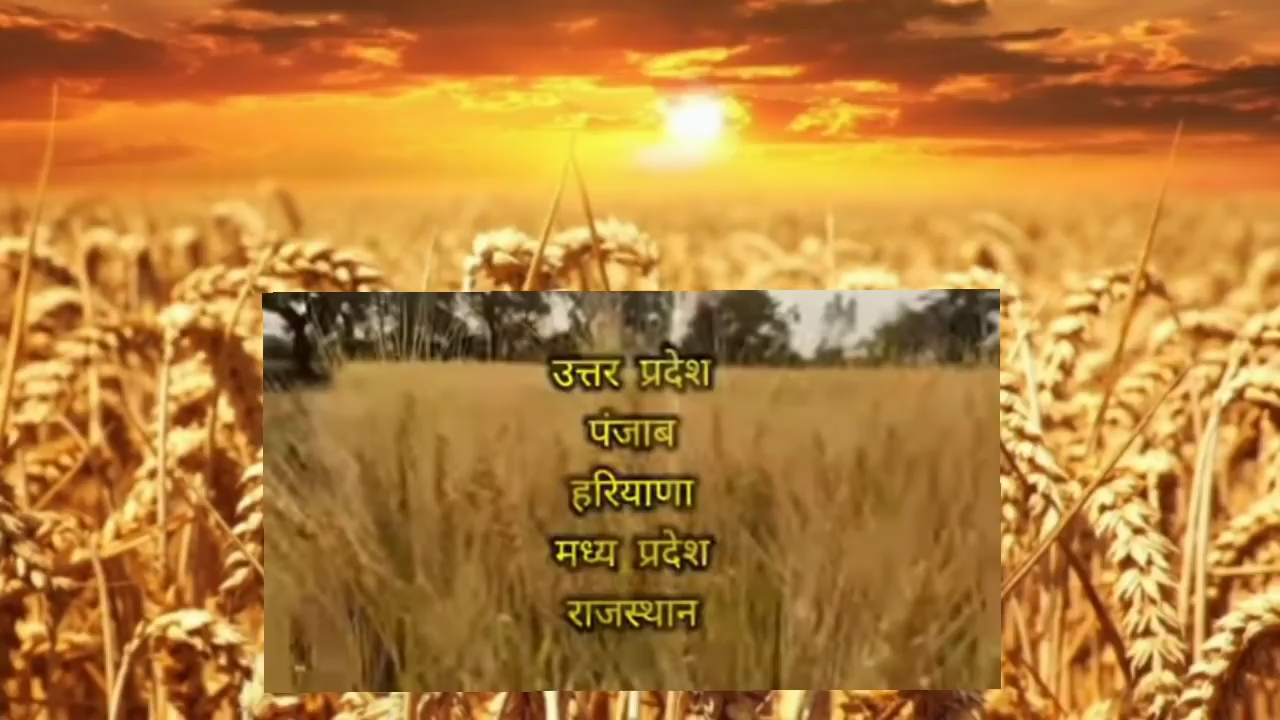 उत्तर प्रदेश
पंजाब
हरियाणा
मध्य प्रदेश
राजस्थान